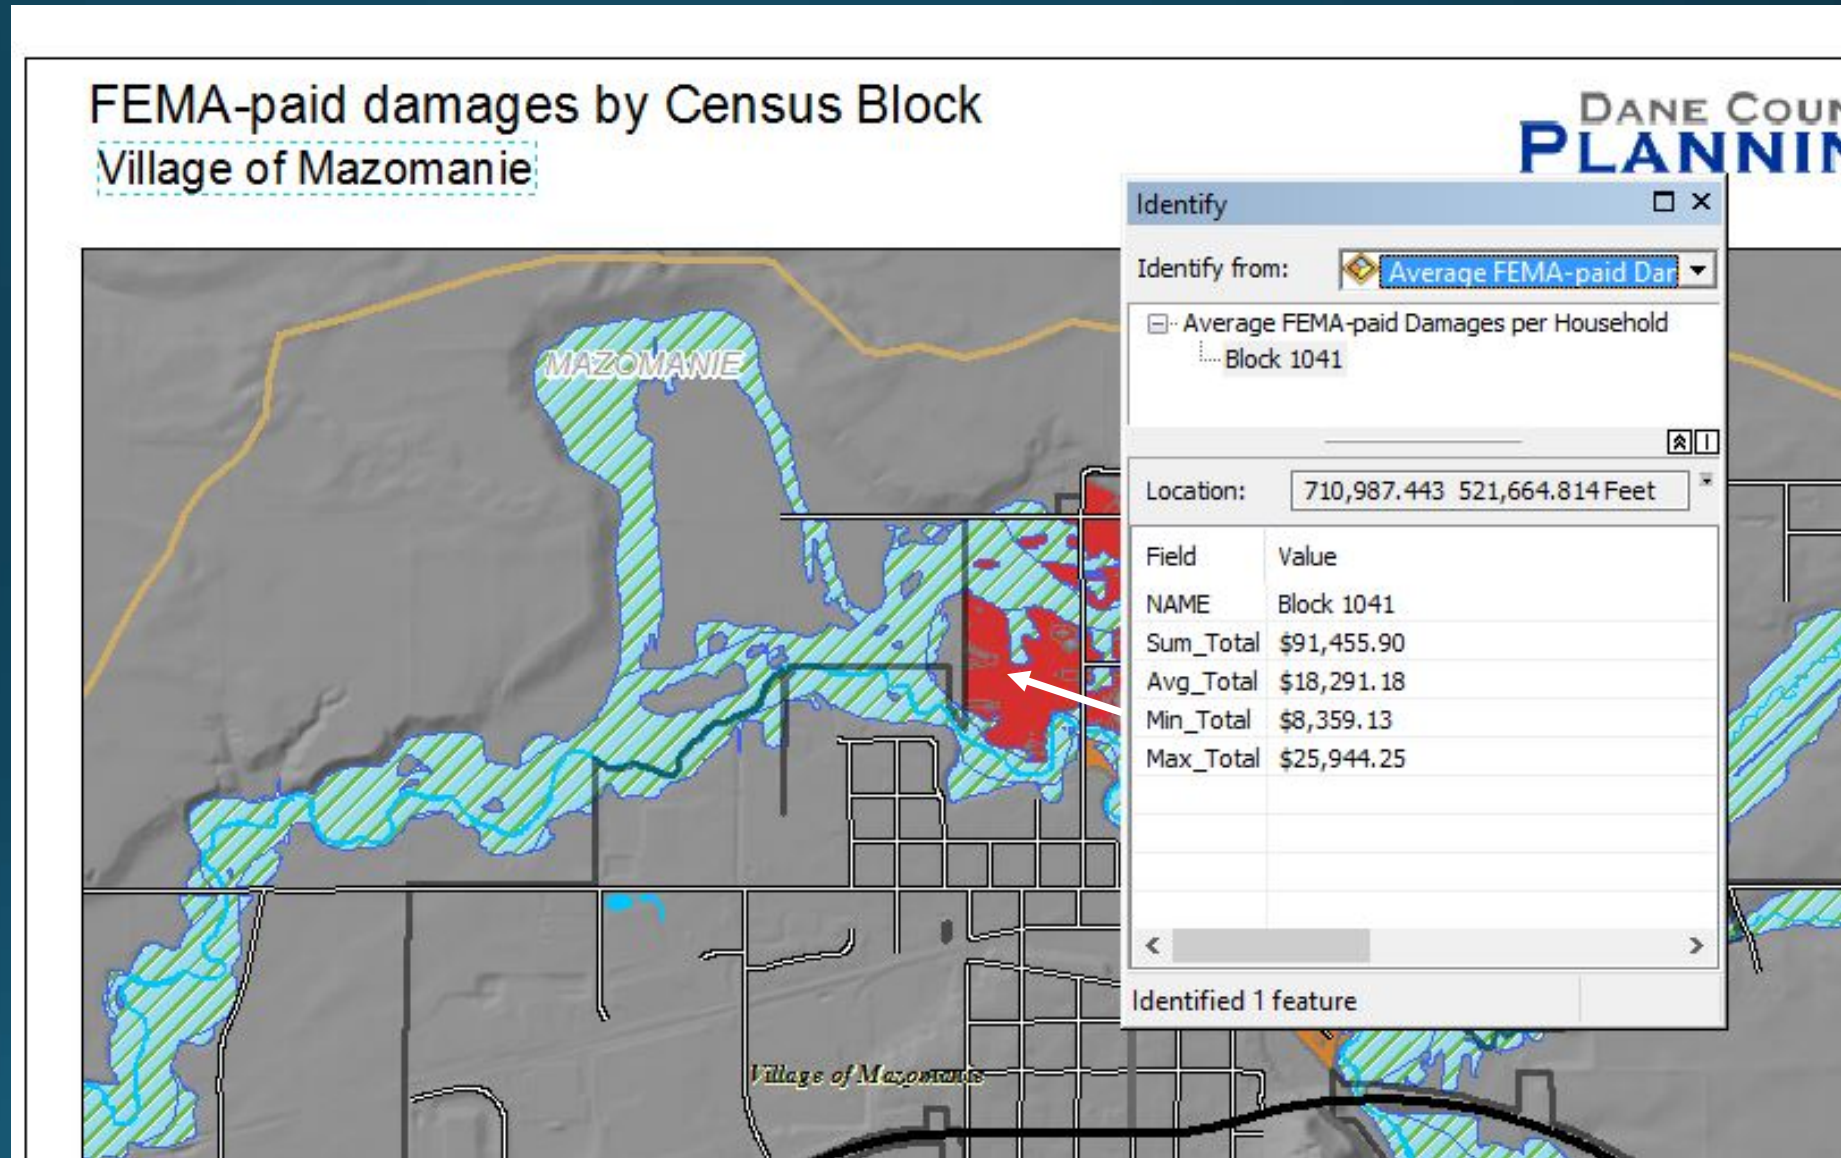 FEMA-paid damages by Census Block
Village of Mazomanie
DANE COUN
PLANNIN
Identify
Identify from: Average FEMA-paid Dar
Average FEMA-paid Damages per Household
Block 1041
Location: 710,987.443 521,664.814 Feet
Field Value
NAME Block 1041
Sum_Total $91,455.90
Avg_Total $18,291.18
Min_Total $8,359.13
Max_Total $25,944.25
Identified 1 feature
MAZOMANIE
Village of Mazomanie